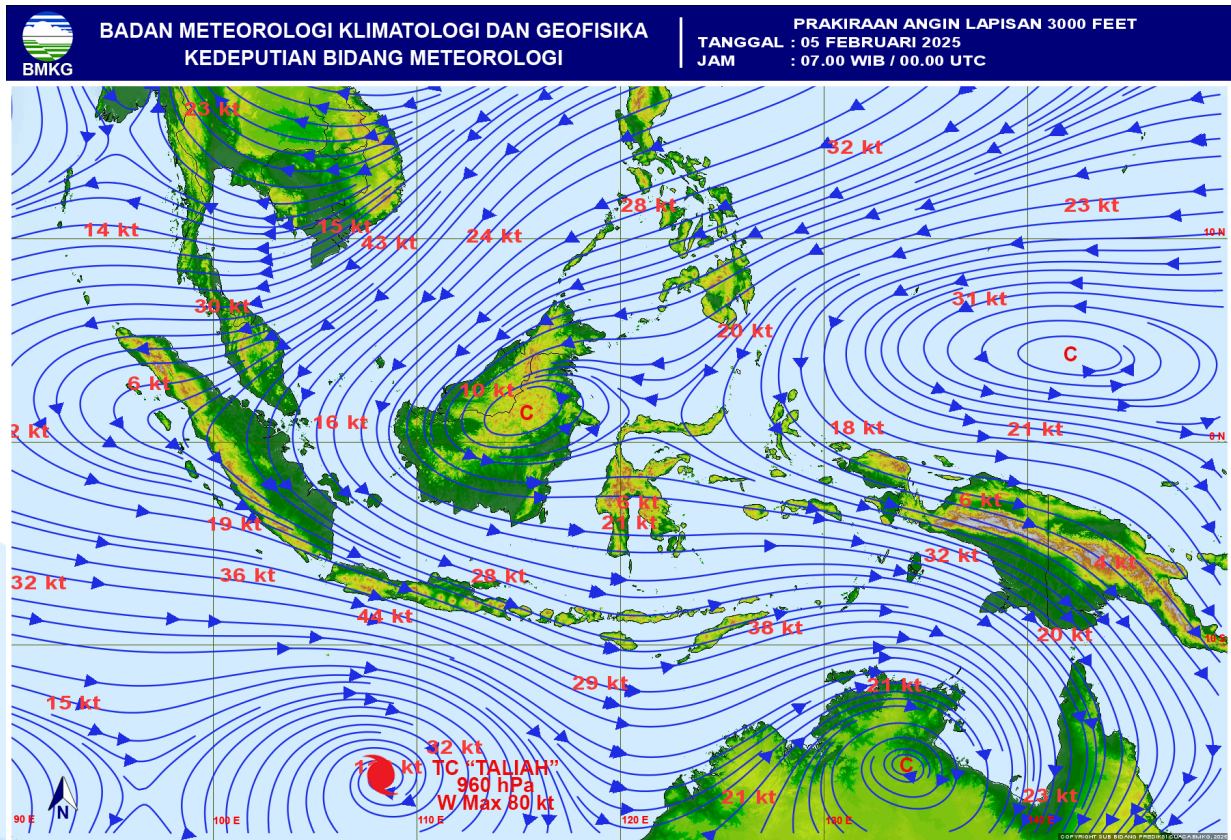 BMKG
BADAN METEOROLOGI KLIMATOLOGI DAN GEOFISIKA
KEDEPUTIAN BIDANG METEOROLOGI
PRAKIRAAN ANGIN LAPISAN 3000 FEET
TANGGAL : 05 FEBRUARI 2025
JAM : 07.00 WIB / 00.00 UTC
23 kt
32 kt
28 kt
23 kt
14 kt
15 kt
43 kt
24 kt
10 N
30 kt
31 kt
20 kt
C
6 kt
10 kt
C
16 kt
18 kt
21 kt
2 kt
0 N
6 kt
6 kt
19 kt
21 kt
32 kt
4 kt
32 kt
36 kt
28 kt
44 kt
38 kt
20 kt
10 S
15 kt
29 kt
21 kt
32 kt
kt
TC “TALIAH”
960 hPa
W Max 80 kt
C
21 kt
23 kt
N
90 E
100 E
110 E
120 E
130 E
140 E